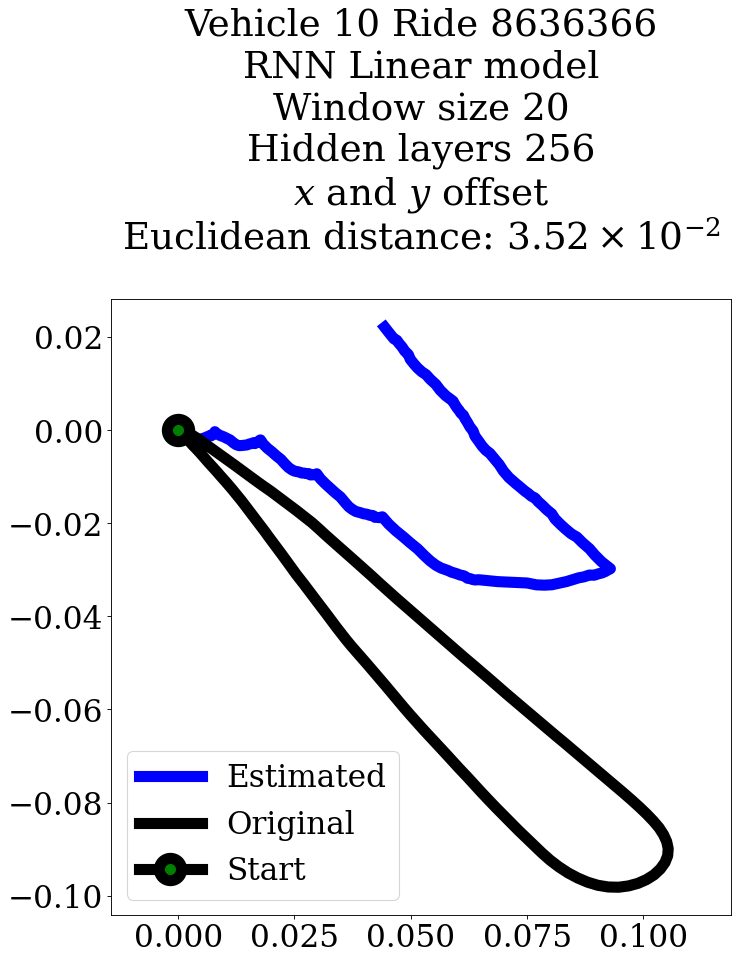 Vehicle 10 Ride 8636366
RNN Linear model
Window size 20
Hidden layers 256
x and y offset
Euclidean distance: 3.52 × 10⁻²
0.02
0.00
−0.02
−0.04
−0.06
−0.08
−0.10
Estimated
Original
Start
0.000 0.025 0.050 0.075 0.100